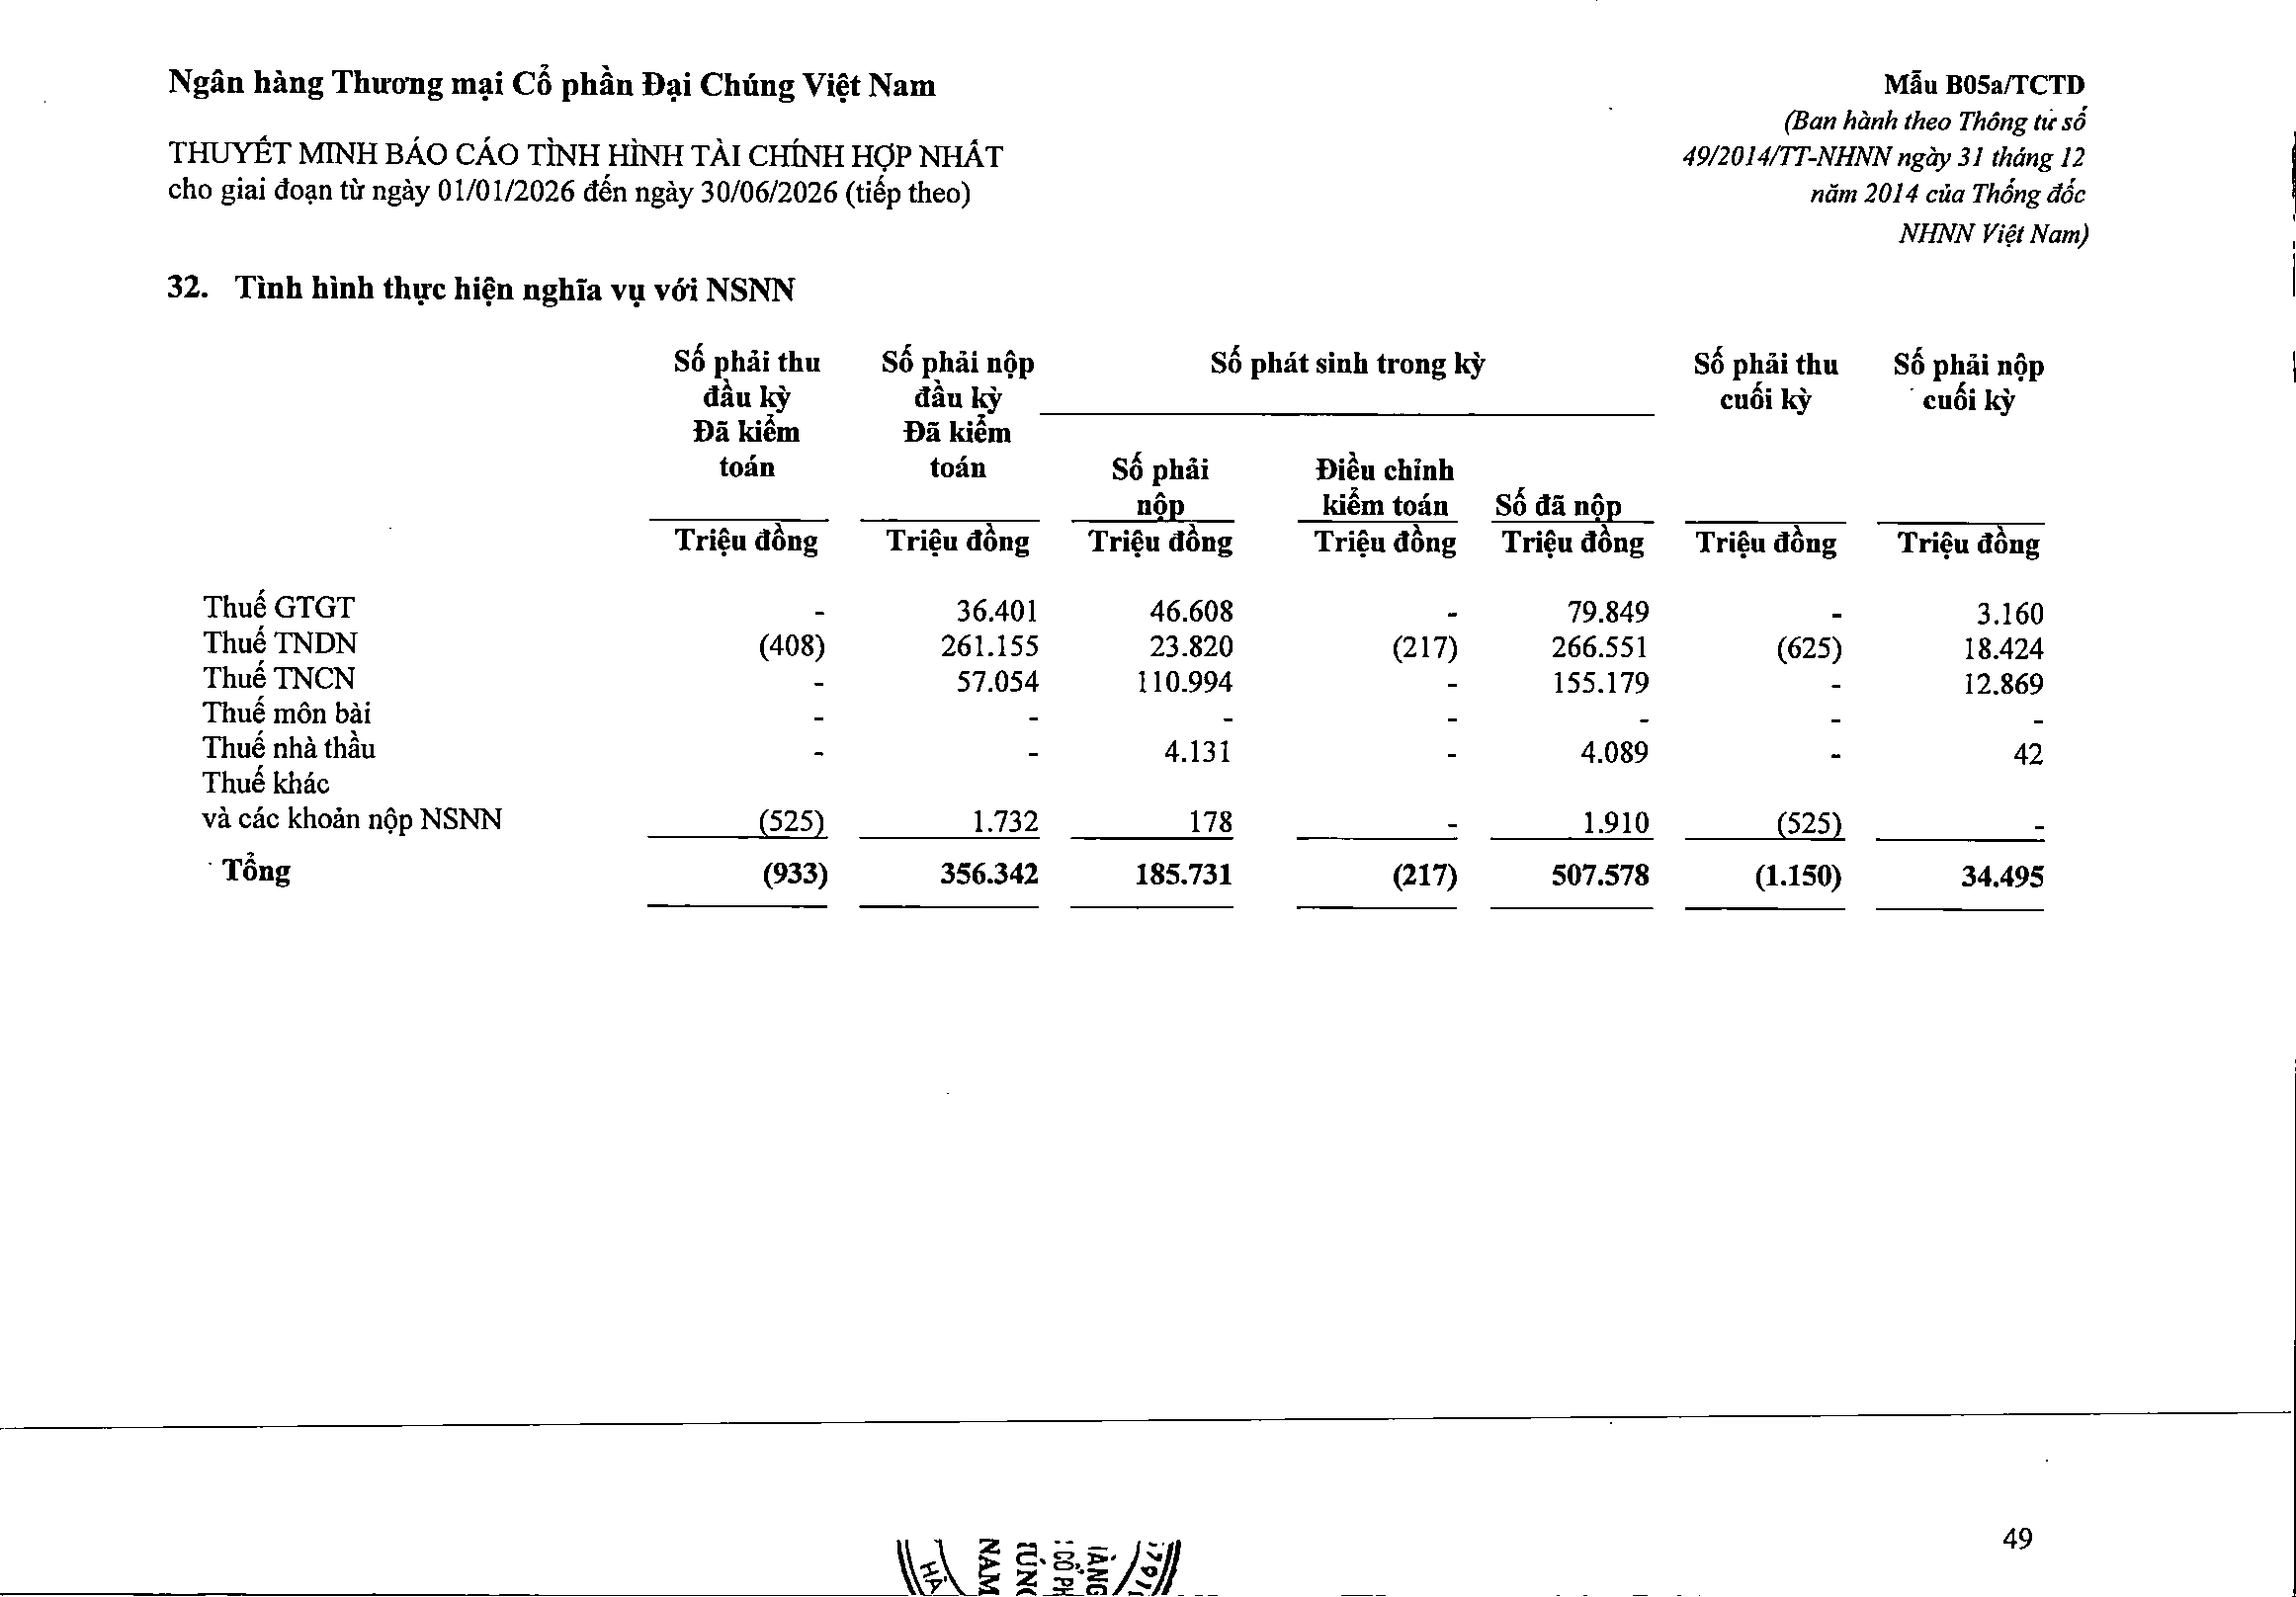 Ngân hàng Thương mại Cổ phần Đại Chúng Việt Nam
Mẫu B05a/TCTD
(Ban hành theo Thông tư số
49/2014/TT-NHNN ngày 31 tháng 12
năm 2014 của Thống đốc
NHNN Việt Nam)
THUYẾT MINH BÁO CÁO TÌNH HÌNH TÀI CHÍNH HỢP NHẤT
cho giai đoạn từ ngày 01/01/2026 đến ngày 30/06/2026 (tiếp theo)
32. Tình hình thực hiện nghĩa vụ với NSNN
Số phải thu Số phải nộp Số phát sinh trong kỳ Số phải thu Số phải nộp
đầu kỳ đầu kỳ cuối kỳ cuối kỳ
Đã kiểm Đã kiểm
toán toán Số phải Điều chỉnh
nộp kiểm toán Số đã nộp
Triệu đồng Triệu đồng Triệu đồng Triệu đồng Triệu đồng Triệu đồng Triệu đồng
Thuế GTGT - 36.401 46.608 - 79.849 - 3.160
Thuế TNDN (408) 261.155 23.820 (217) 266.551 (625) 18.424
Thuế TNCN - 57.054 110.994 - 155.179 - 12.869
Thuế môn bài - - - - - - -
Thuế nhà thầu - - 4.131 - 4.089 - 42
Thuế khác
và các khoản nộp NSNN (525) 1.732 178 - 1.910 (525) -
Tổng (933) 356.342 185.731 (217) 507.578 (1.150) 34.495
49
NAM